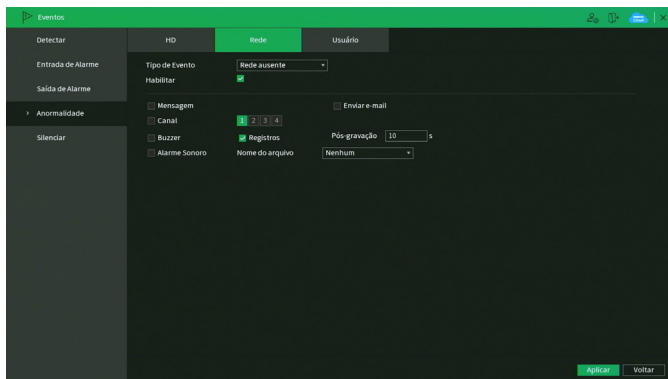 Eventos
Detectar
HD
Rede
Usuário
Entrada de Alarme
Tipo de Evento
Rede ausente
Habilitar
Saída de Alarme
Anormalidade
Mensagem
Enviar e-mail
Canal
1 2 3 4
Silenciar
Buzzer
Registros
Pós-gravação
10
s
Alarme Sonoro
Nome do arquivo
Nenhum
Aplicar
Voltar